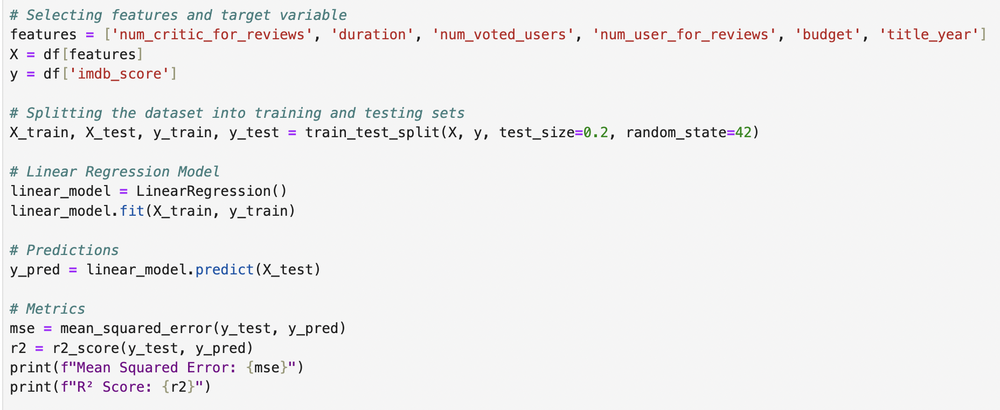 # Selecting features and target variable
features = ['num_critic_for_reviews', 'duration', 'num_voted_users', 'num_user_for_reviews', 'budget', 'title_year']
X = df[features]
y = df['imdb_score']
# Splitting the dataset into training and testing sets
X_train, X_test, y_train, y_test = train_test_split(X, y, test_size=0.2, random_state=42)
# Linear Regression Model
linear_model = LinearRegression()
linear_model.fit(X_train, y_train)
# Predictions
y_pred = linear_model.predict(X_test)
# Metrics
mse = mean_squared_error(y_test, y_pred)
r2 = r2_score(y_test, y_pred)
print(f"Mean Squared Error: {mse}")
print(f"R² Score: {r2}")